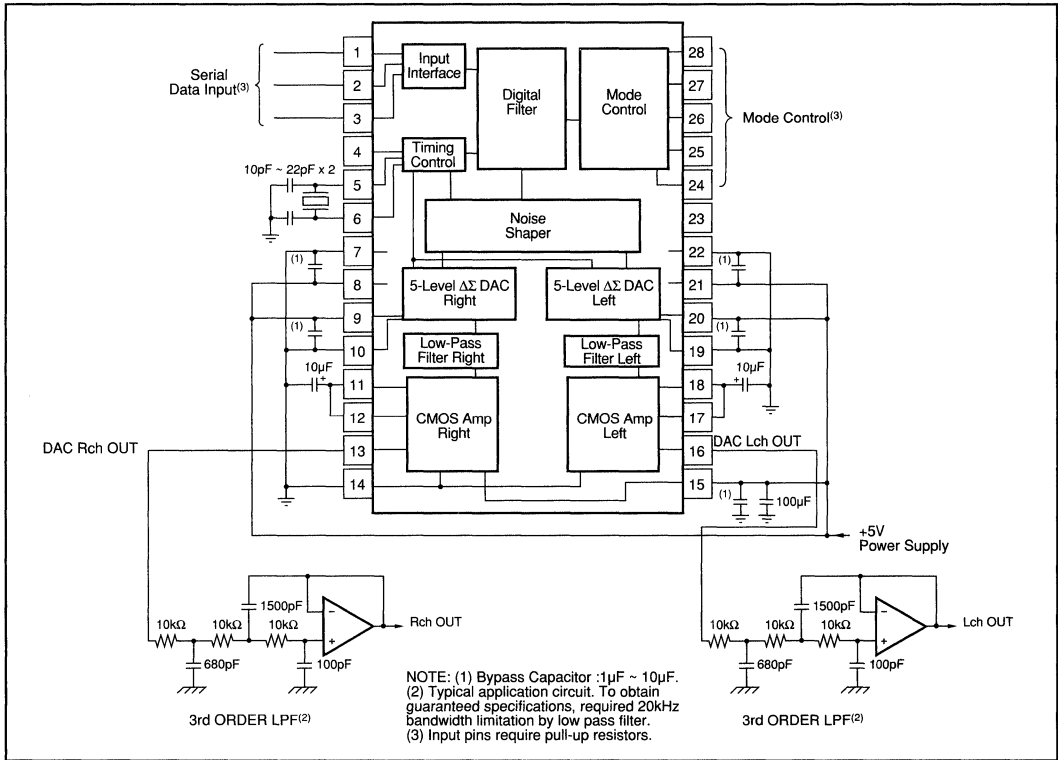 1
Input
Interface
28
Serial
Data Input(3)
2
27
Digital
Filter
Mode
Control
3
26
Mode Control(3)
4
Timing
Control
25
10pF ~ 22pF x 2
5
24
6
Noise
Shaper
23
7
22
(1)
(1)
8
5-Level ΔΣ DAC
Right
5-Level ΔΣ DAC
Left
21
9
20
(1)
(1)
10
Low-Pass
Filter Right
Low-Pass
Filter Left
19
10µF
+
11
18
10µF
+
12
CMOS Amp
Right
CMOS Amp
Left
17
DAC Rch OUT
13
16
DAC Lch OUT
14
15
(1)
100µF
+5V
Power Supply
1500pF
–
+
Rch OUT
10kΩ
10kΩ
10kΩ
680pF
100pF
3rd ORDER LPF(2)
1500pF
–
+
Lch OUT
10kΩ
10kΩ
10kΩ
680pF
100pF
3rd ORDER LPF(2)
NOTE: (1) Bypass Capacitor :1µF ~ 10µF.
(2) Typical application circuit. To obtain
guaranteed specifications, required 20kHz
bandwidth limitation by low pass filter.
(3) Input pins require pull-up resistors.